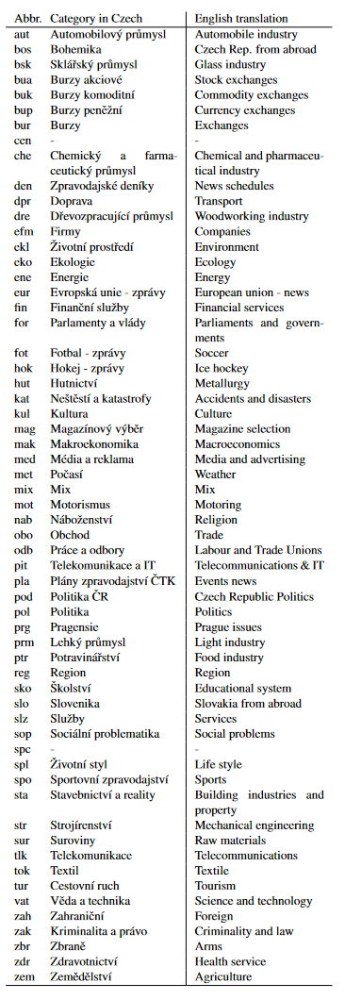 Abbr. Category in Czech English translation
aut Automobilový průmysl Automobile industry
bos Bohemika Czech Rep. from abroad
bsk Sklářský průmysl Glass industry
bua Burzy akciové Stock exchanges
buk Burzy komoditní Commodity exchanges
bup Burzy peněžní Currency exchanges
bur Burzy Exchanges
cen - -
che Chemický a farma- Chemical and pharmaceu-
ceutický průmysl tical industry
den Zpravodajské deníky News schedules
dpr Doprava Transport
dre Dřevozpracující průmysl Woodworking industry
efm Firmy Companies
ekl Životní prostředí Environment
eko Ekologie Ecology
ene Energie Energy
eur Evropská unie - zprávy European union - news
fin Finanční služby Financial services
for Parlamenty a vlády Parliaments and govern-
ments
fot Fotbal - zprávy Soccer
hok Hokej - zprávy Ice hockey
hut Hutnictví Metallurgy
kat Neštěstí a katastrofy Accidents and disasters
kul Kultura Culture
mag Magazínový výběr Magazine selection
mak Makroekonomika Macroeconomics
med Média a reklama Media and advertising
met Počasí Weather
mix Mix Mix
mot Motorismus Motoring
nab Náboženství Religion
obo Obchod Trade
odb Práce a odbory Labour and Trade Unions
pit Telekomunikace a IT Telecommunications & IT
pla Plány zpravodajství ČTK Events news
pod Politika ČR Czech Republic Politics
pol Politika Politics
prg Pragensie Prague issues
prm Lehký průmysl Light industry
ptr Potravinářství Food industry
reg Region Region
sko Školství Educational system
slo Slovenika Slovakia from abroad
slz Služby Services
sop Sociální problematika Social problems
spc - -
spl Životní styl Life style
spo Sportovní zpravodajství Sports
sta Stavebnictví a reality Building industries and
property
str Strojírenství Mechanical engineering
sur Suroviny Raw materials
tlk Telekomunikace Telecommunications
tok Textil Textile
tur Cestovní ruch Tourism
vat Věda a technika Science and technology
zah Zahraniční Foreign
zak Kriminalita a právo Criminality and law
zbr Zbraně Arms
zdr Zdravotnictví Health service
zem Zemědělství Agriculture